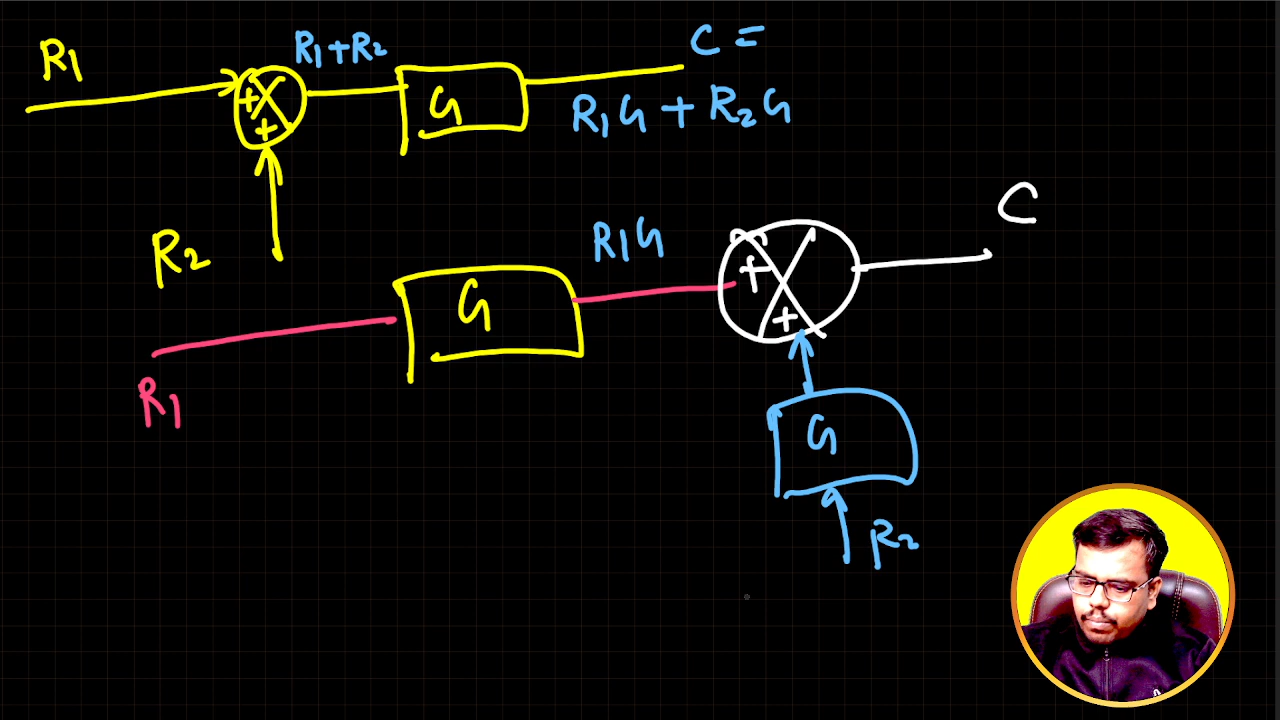 R1
R1+R2
C =
+
+
G
R1G + R2G
R2
R1G
C
G
+
+
R1
G
R2